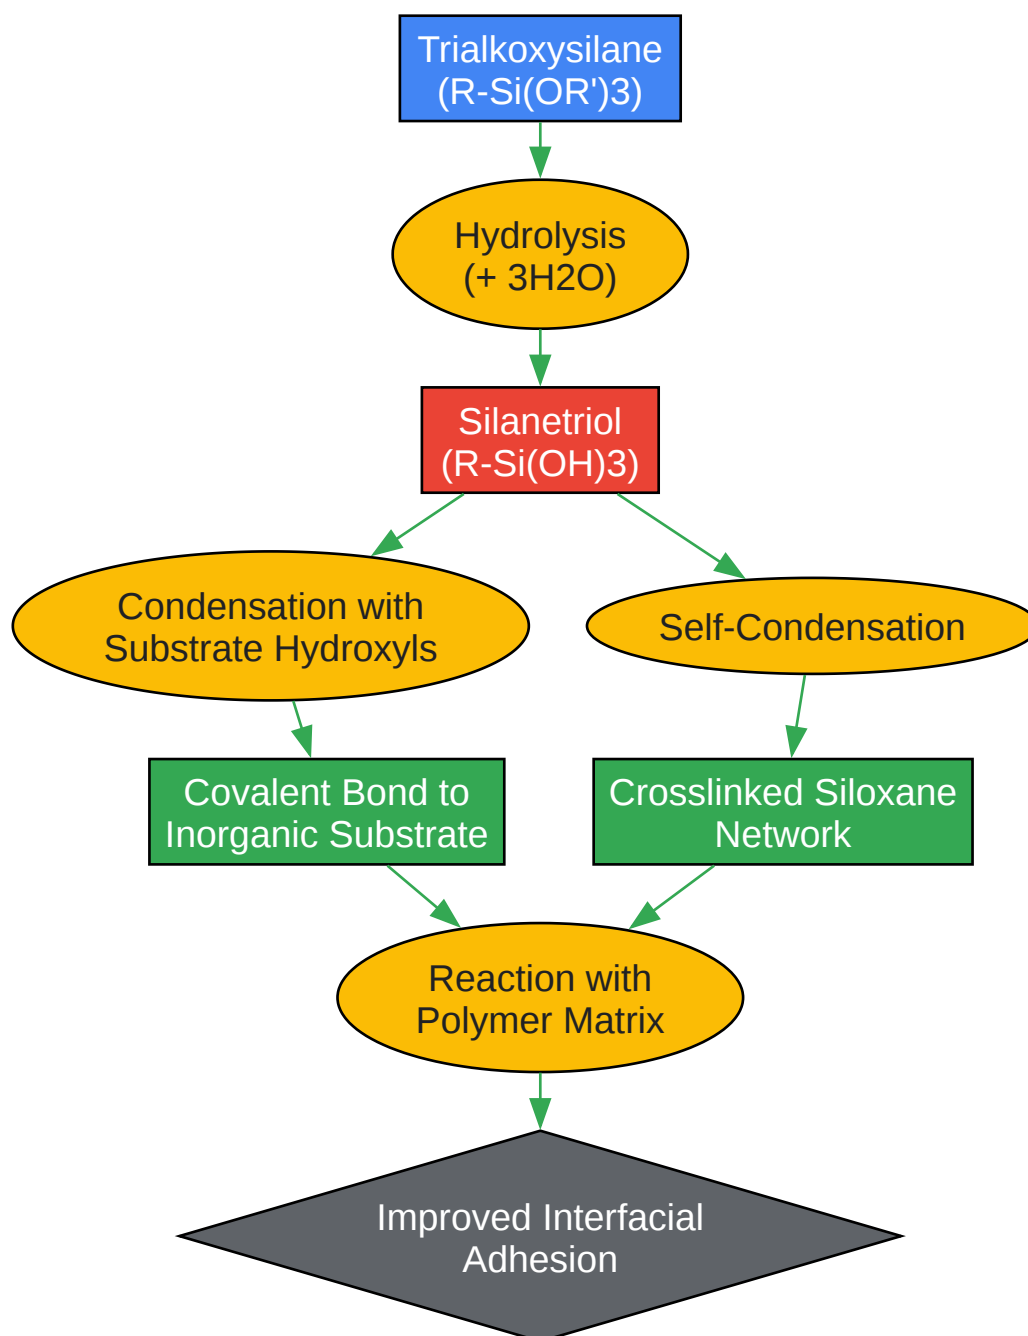 Trialkoxysilane
(R-Si(OR')3)
Hydrolysis
(+ 3H2O)
Silanetriol
(R-Si(OH)3)
Condensation with
Substrate Hydroxyls
Self-Condensation
Covalent Bond to
Inorganic Substrate
Crosslinked Siloxane
Network
Reaction with
Polymer Matrix
Improved Interfacial
Adhesion